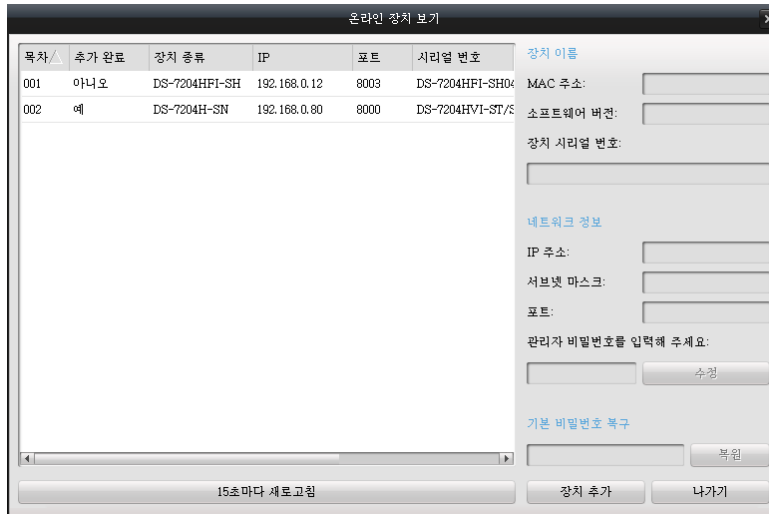 온라인 장치 보기
목차 추가 완료 장치 종류 IP 포트 시리얼 번호
001 아니오 DS-7204HFI-SH 192.168.0.12 8003 DS-7204HFI-SH04
002 예 DS-7204H-SN 192.168.0.80 8000 DS-7204HVI-ST/S
15초마다 새로고침
장치 이름
MAC 주소:
소프트웨어 버전:
장치 시리얼 번호:
네트워크 정보
IP 주소:
서브넷 마스크:
포트:
관리자 비밀번호를 입력해 주세요:
수정
기본 비밀번호 복구
복원
장치 추가 나가기